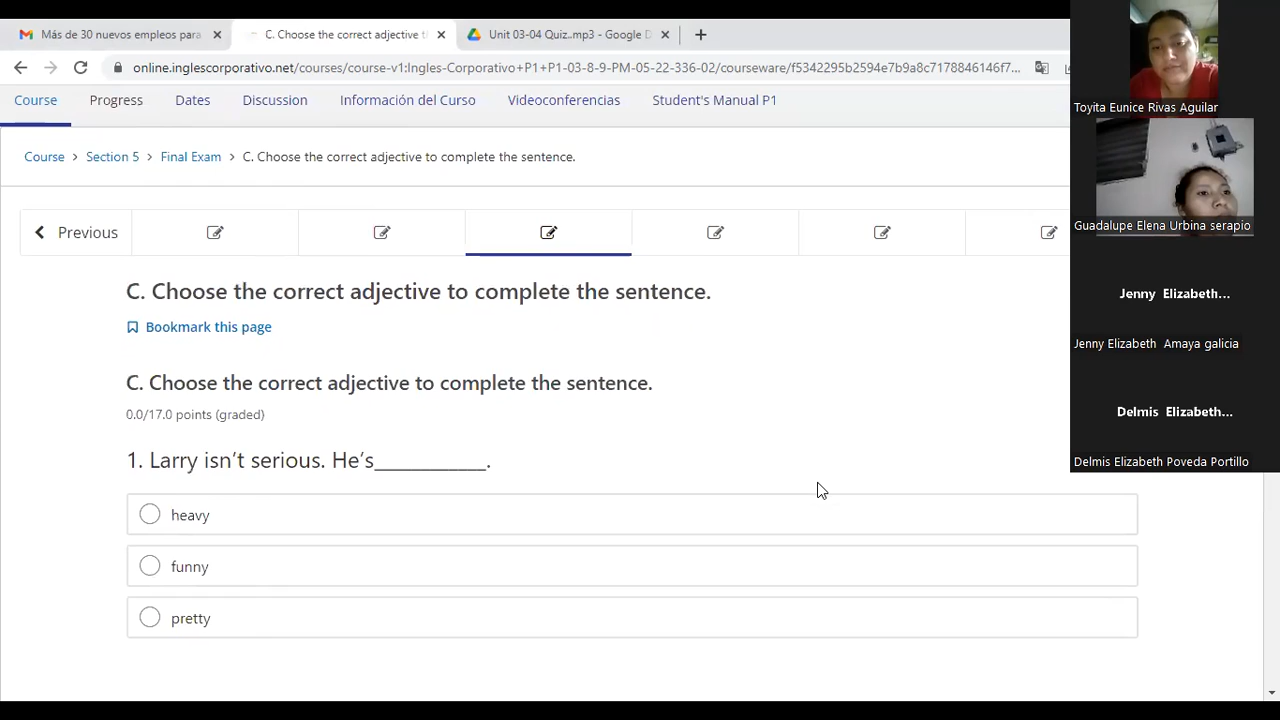 Más de 30 nuevos empleos para
C. Choose the correct adjective t
Unit 03-04 Quiz..mp3 - Google D
online.inglescorporativo.net/courses/course-v1:Ingles-Corporativo+P1+P1-03-8-9-PM-05-22-336-02/courseware/f5342295b2594e7b9a8c7178846146f7...
Course Progress Dates Discussion Información del Curso Videoconferencias Student's Manual P1
Course > Section 5 > Final Exam > C. Choose the correct adjective to complete the sentence.
Previous
C. Choose the correct adjective to complete the sentence.
Bookmark this page
C. Choose the correct adjective to complete the sentence.
0.0/17.0 points (graded)
1. Larry isn't serious. He's__________.
heavy
funny
pretty
Toyita Eunice Rivas Aguilar
Guadalupe Elena Urbina serapio
Jenny Elizabeth...
Jenny Elizabeth Amaya galicia
Delmis Elizabeth...
Delmis Elizabeth Poveda Portillo